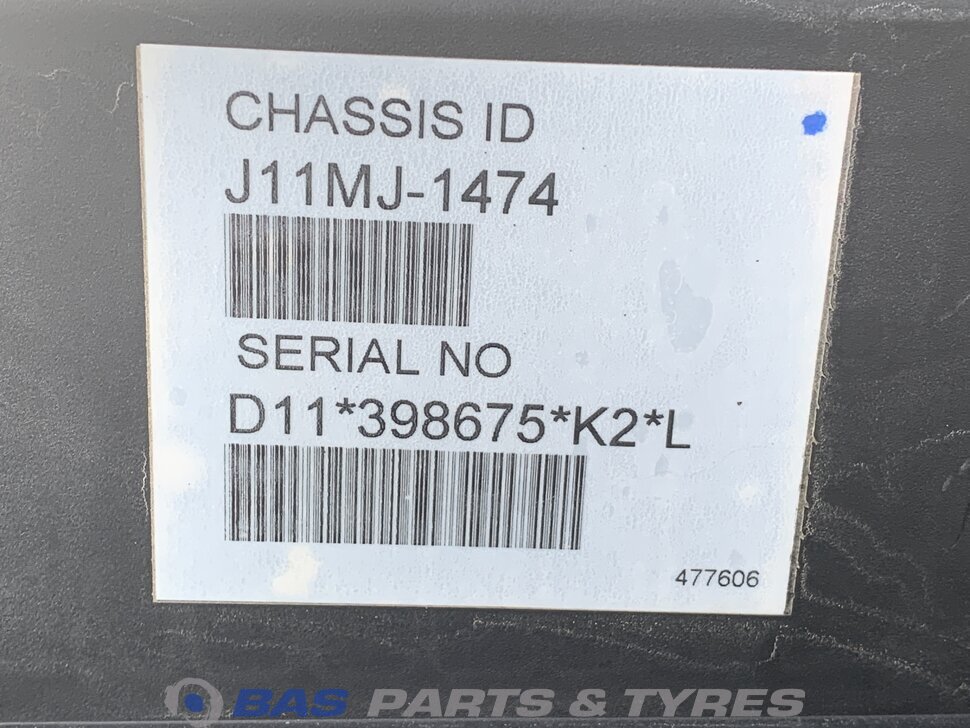 CHASSIS ID
J11MJ-1474
SERIAL NO
D11*398675*K2*L
477606
BAS PARTS & TYRES